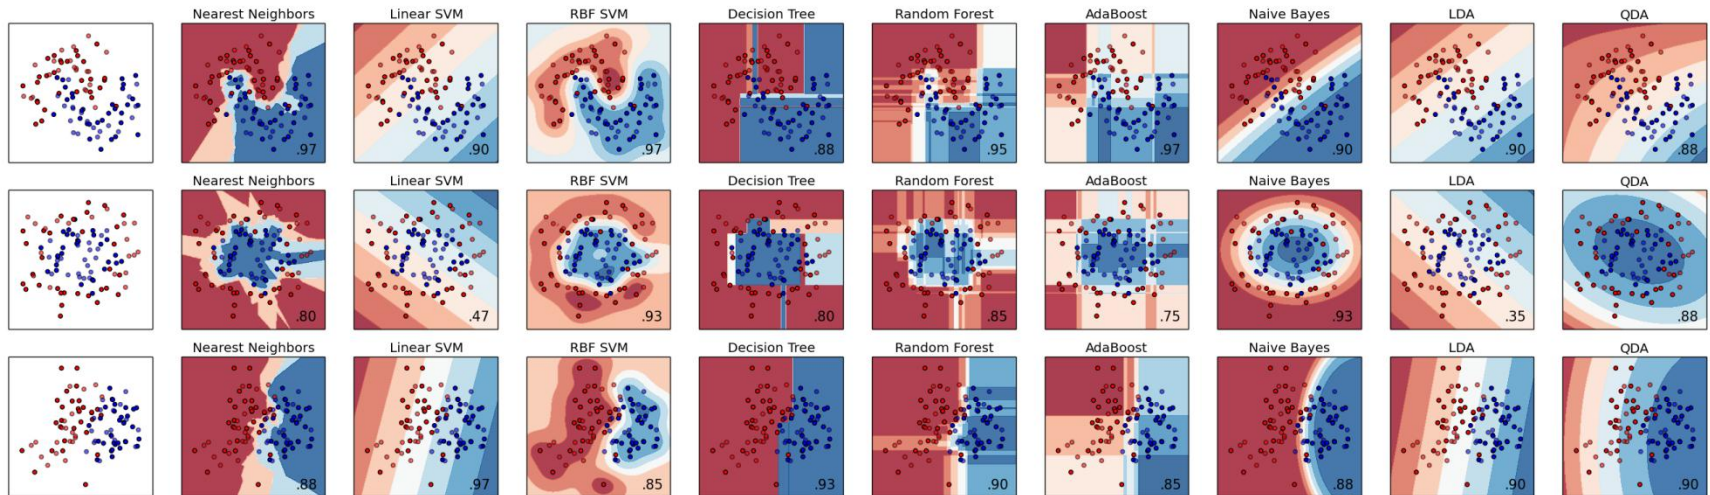 Nearest Neighbors Linear SVM RBF SVM Decision Tree Random Forest AdaBoost Naive Bayes LDA QDA
.97 .90 .97 .88 .95 .97 .90 .90 .88
Nearest Neighbors Linear SVM RBF SVM Decision Tree Random Forest AdaBoost Naive Bayes LDA QDA
.80 .47 .93 .80 .85 .75 .93 .35 .88
Nearest Neighbors Linear SVM RBF SVM Decision Tree Random Forest AdaBoost Naive Bayes LDA QDA
.88 .97 .85 .93 .90 .85 .88 .90 .90